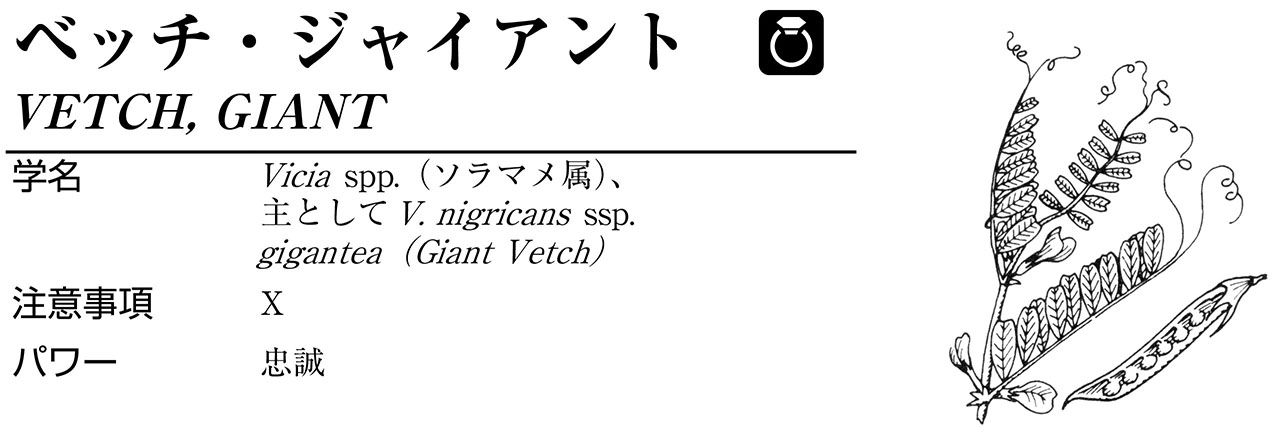 ベッチ・ジャイアント
VETCH, GIANT
学名 Vicia spp. (ソラマメ属)、
主として V. nigricans ssp.
gigantea (Giant Vetch)
注意事項 X
パワー 忠誠